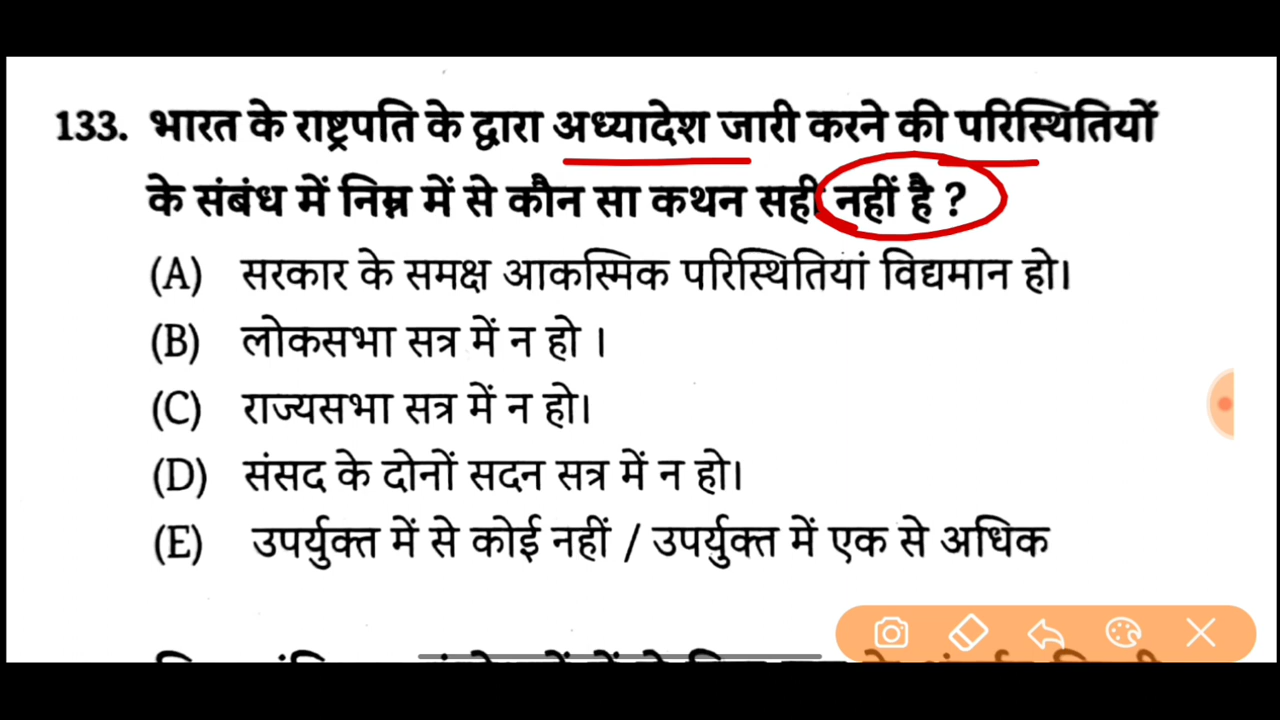 133. भारत के राष्ट्रपति के द्वारा अध्यादेश जारी करने की परिस्थितियों
के संबंध में निम्न में से कौन सा कथन सही नहीं है ?
(A) सरकार के समक्ष आकस्मिक परिस्थितियां विद्यमान हो।
(B) लोकसभा सत्र में न हो ।
(C) राज्यसभा सत्र में न हो।
(D) संसद के दोनों सदन सत्र में न हो।
(E) उपर्युक्त में से कोई नहीं / उपर्युक्त में एक से अधिक